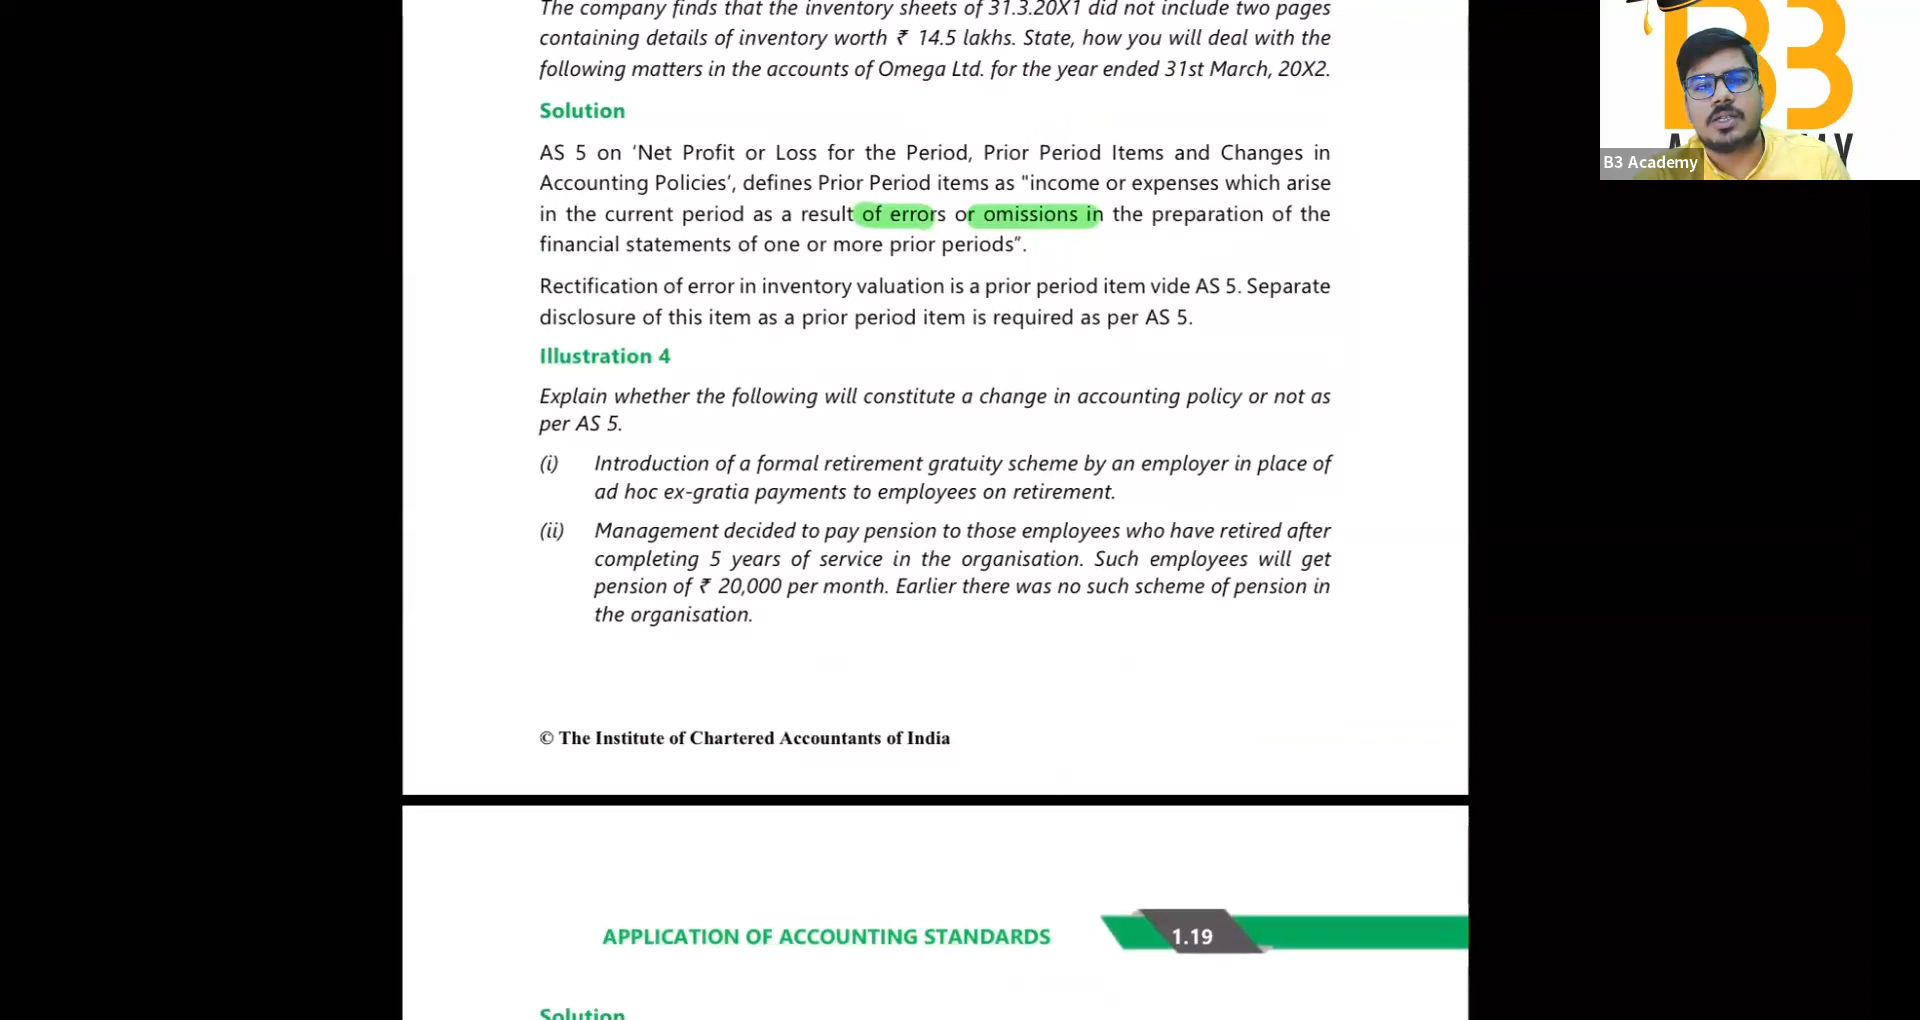 The company finds that the inventory sheets of 31.3.20X1 did not include two pages
containing details of inventory worth ₹ 14.5 lakhs. State, how you will deal with the
following matters in the accounts of Omega Ltd. for the year ended 31st March, 20X2.
Solution
AS 5 on ‘Net Profit or Loss for the Period, Prior Period Items and Changes in
Accounting Policies’, defines Prior Period items as "income or expenses which arise
in the current period as a result of errors or omissions in the preparation of the
financial statements of one or more prior periods”.
Rectification of error in inventory valuation is a prior period item vide AS 5. Separate
disclosure of this item as a prior period item is required as per AS 5.
Illustration 4
Explain whether the following will constitute a change in accounting policy or not as
per AS 5.
(i) Introduction of a formal retirement gratuity scheme by an employer in place of
ad hoc ex-gratia payments to employees on retirement.
(ii) Management decided to pay pension to those employees who have retired after
completing 5 years of service in the organisation. Such employees will get
pension of ₹ 20,000 per month. Earlier there was no such scheme of pension in
the organisation.
© The Institute of Chartered Accountants of India
APPLICATION OF ACCOUNTING STANDARDS 1.19
Solution
B3
B3 Academy